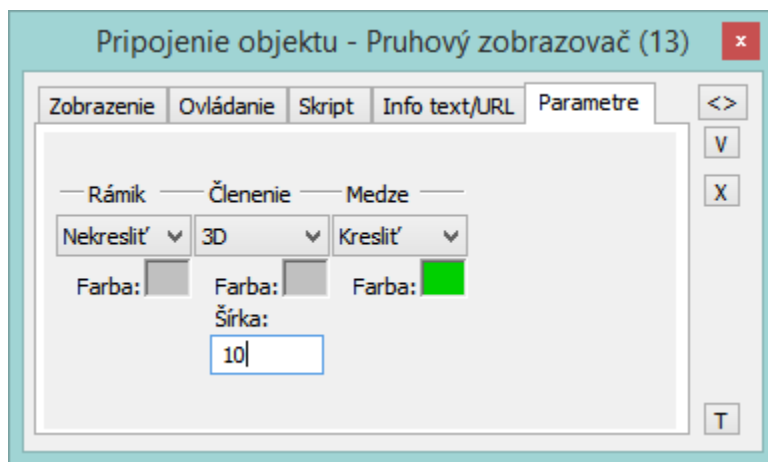 Pripojenie objektu - Pruhový zobrazovač (13) x
Zobrazenie Ovládanie Skript Info text/URL Parametre <>
V
Rámik Členenie Medze X
Nekresliť 3D Kresliť
Farba: Farba: Farba:
Šírka:
10
T